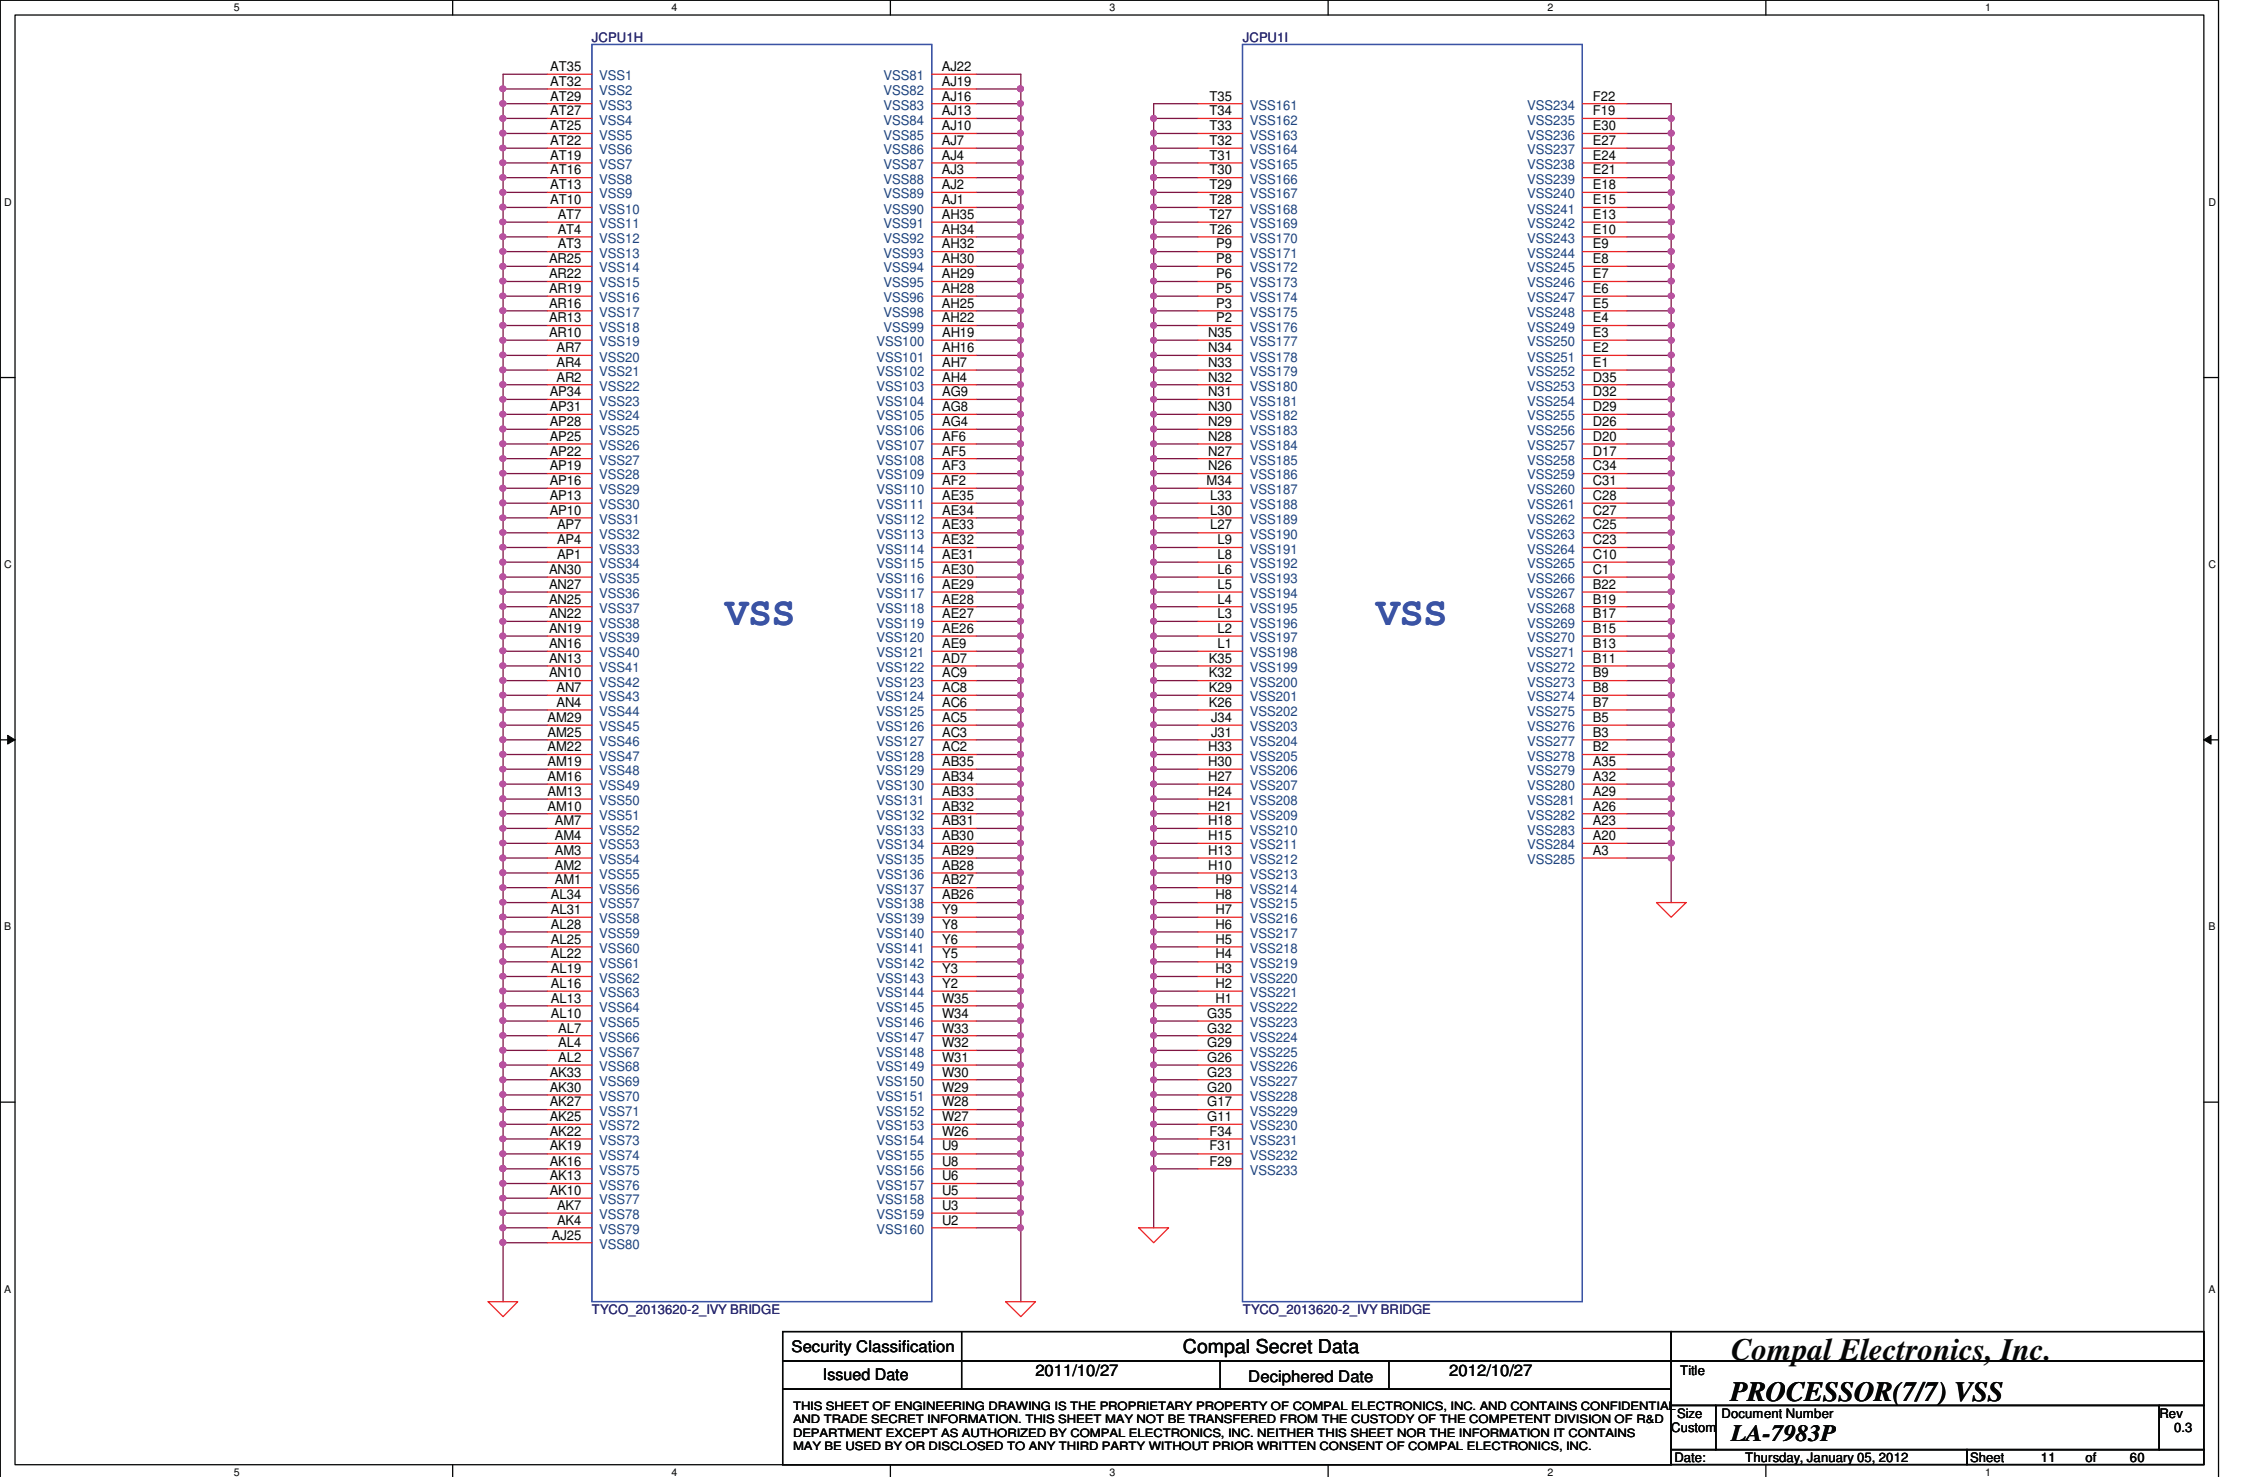 5 4 3 2 1
JCPU1H
AT35 VSS1
AT32 VSS2
AT29 VSS3
AT27 VSS4
AT25 VSS5
AT22 VSS6
AT19 VSS7
AT16 VSS8
AT13 VSS9
AT10 VSS10
AT7 VSS11
AT4 VSS12
AT3 VSS13
AR25 VSS14
AR22 VSS15
AR19 VSS16
AR16 VSS17
AR13 VSS18
AR10 VSS19
AR7 VSS20
AR4 VSS21
AR2 VSS22
AP34 VSS23
AP31 VSS24
AP28 VSS25
AP25 VSS26
AP22 VSS27
AP19 VSS28
AP16 VSS29
AP13 VSS30
AP10 VSS31
AP7 VSS32
AP4 VSS33
AP1 VSS34
AN30 VSS35
AN27 VSS36
AN25 VSS37
AN22 VSS38
AN19 VSS39
AN16 VSS40
AN13 VSS41
AN10 VSS42
AN7 VSS43
AN4 VSS44
AM29 VSS45
AM25 VSS46
AM22 VSS47
AM19 VSS48
AM16 VSS49
AM13 VSS50
AM10 VSS51
AM7 VSS52
AM4 VSS53
AM3 VSS54
AM2 VSS55
AM1 VSS56
AL34 VSS57
AL31 VSS58
AL28 VSS59
AL25 VSS60
AL22 VSS61
AL19 VSS62
AL16 VSS63
AL13 VSS64
AL10 VSS65
AL7 VSS66
AL4 VSS67
AL2 VSS68
AK33 VSS69
AK30 VSS70
AK27 VSS71
AK25 VSS72
AK22 VSS73
AK19 VSS74
AK16 VSS75
AK13 VSS76
AK10 VSS77
AK7 VSS78
AK4 VSS79
AJ25 VSS80
VSS
VSS81 AJ22
VSS82 AJ19
VSS83 AJ16
VSS84 AJ13
VSS85 AJ10
VSS86 AJ7
VSS87 AJ4
VSS88 AJ3
VSS89 AJ2
VSS90 AJ1
VSS91 AH35
VSS92 AH34
VSS93 AH32
VSS94 AH30
VSS95 AH29
VSS96 AH28
VSS98 AH25
VSS99 AH22
VSS100 AH19
VSS101 AH16
VSS102 AH7
VSS103 AH4
VSS104 AG9
VSS105 AG8
VSS106 AG4
VSS107 AF6
VSS108 AF5
VSS109 AF3
VSS110 AF2
VSS111 AE35
VSS112 AE34
VSS113 AE33
VSS114 AE32
VSS115 AE31
VSS116 AE30
VSS117 AE29
VSS118 AE28
VSS119 AE27
VSS120 AE26
VSS121 AE9
VSS122 AD7
VSS123 AC9
VSS124 AC8
VSS125 AC6
VSS126 AC5
VSS127 AC3
VSS128 AC2
VSS129 AB35
VSS130 AB34
VSS131 AB33
VSS132 AB32
VSS133 AB31
VSS134 AB30
VSS135 AB29
VSS136 AB28
VSS137 AB27
VSS138 AB26
VSS139 Y9
VSS140 Y8
VSS141 Y6
VSS142 Y5
VSS143 Y3
VSS144 Y2
VSS145 W35
VSS146 W34
VSS147 W33
VSS148 W32
VSS149 W31
VSS150 W30
VSS151 W29
VSS152 W28
VSS153 W27
VSS154 W26
VSS155 U9
VSS156 U8
VSS157 U6
VSS158 U5
VSS159 U3
VSS160 U2
TYCO_2013620-2_IVY BRIDGE
JCPU1I
T35 VSS161
T34 VSS162
T33 VSS163
T32 VSS164
T31 VSS165
T30 VSS166
T29 VSS167
T28 VSS168
T27 VSS169
T26 VSS170
P9 VSS171
P8 VSS172
P6 VSS173
P5 VSS174
P3 VSS175
P2 VSS176
N35 VSS177
N34 VSS178
N33 VSS179
N32 VSS180
N31 VSS181
N30 VSS182
N29 VSS183
N28 VSS184
N27 VSS185
N26 VSS186
M34 VSS187
L33 VSS188
L30 VSS189
L27 VSS190
L9 VSS191
L8 VSS192
L6 VSS193
L5 VSS194
L4 VSS195
L3 VSS196
L2 VSS197
L1 VSS198
K35 VSS199
K32 VSS200
K29 VSS201
K26 VSS202
J34 VSS203
J31 VSS204
H33 VSS205
H30 VSS206
H27 VSS207
H24 VSS208
H21 VSS209
H18 VSS210
H15 VSS211
H13 VSS212
H10 VSS213
H9 VSS214
H8 VSS215
H7 VSS216
H6 VSS217
H5 VSS218
H4 VSS219
H3 VSS220
H2 VSS221
H1 VSS222
G35 VSS223
G32 VSS224
G29 VSS225
G26 VSS226
G23 VSS227
G20 VSS228
G17 VSS229
G11 VSS230
F34 VSS231
F31 VSS232
F29 VSS233
VSS
VSS234 F22
VSS235 F19
VSS236 E30
VSS237 E27
VSS238 E24
VSS239 E21
VSS240 E18
VSS241 E15
VSS242 E13
VSS243 E10
VSS244 E9
VSS245 E8
VSS246 E7
VSS247 E6
VSS248 E5
VSS249 E4
VSS250 E3
VSS251 E2
VSS252 E1
VSS253 D35
VSS254 D32
VSS255 D29
VSS256 D26
VSS257 D20
VSS258 D17
VSS259 C34
VSS260 C31
VSS261 C28
VSS262 C27
VSS263 C25
VSS264 C23
VSS265 C10
VSS266 C1
VSS267 B22
VSS268 B19
VSS269 B17
VSS270 B15
VSS271 B13
VSS272 B11
VSS273 B9
VSS274 B8
VSS275 B7
VSS276 B5
VSS277 B3
VSS278 B2
VSS279 A35
VSS280 A32
VSS281 A29
VSS282 A26
VSS283 A23
VSS284 A20
VSS285 A3
TYCO_2013620-2_IVY BRIDGE
D D
C C
B B
A A
Security Classification
Compal Secret Data
Issued Date
2011/10/27
Deciphered Date
2012/10/27
THIS SHEET OF ENGINEERING DRAWING IS THE PROPRIETARY PROPERTY OF COMPAL ELECTRONICS, INC. AND CONTAINS CONFIDENTIAL
AND TRADE SECRET INFORMATION. THIS SHEET MAY NOT BE TRANSFERED FROM THE CUSTODY OF THE COMPETENT DIVISION OF R&D
DEPARTMENT EXCEPT AS AUTHORIZED BY COMPAL ELECTRONICS, INC. NEITHER THIS SHEET NOR THE INFORMATION IT CONTAINS
MAY BE USED BY OR DISCLOSED TO ANY THIRD PARTY WITHOUT PRIOR WRITTEN CONSENT OF COMPAL ELECTRONICS, INC.
Compal Electronics, Inc.
Title
PROCESSOR(7/7) VSS
Size
Custom
Document Number
LA-7983P
Rev
0.3
Date: Thursday, January 05, 2012 Sheet 11 of 60
5 4 3 2 1